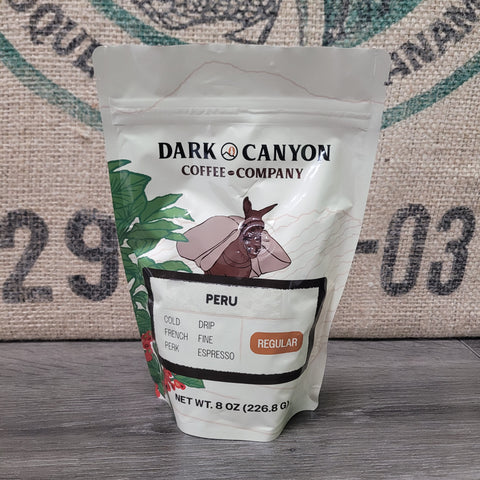 DARK CANYON
COFFEE CO COMPANY
PERU
COLD DRIP
FRENCH FINE
PERK ESPRESSO
REGULAR
NET WT. 8 OZ (226.8 G)
29
-03